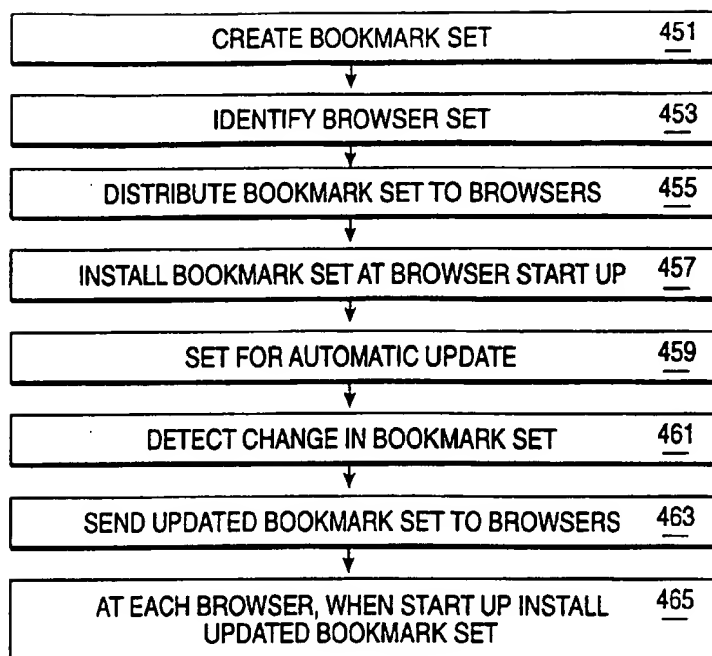 CREATE BOOKMARK SET 451
IDENTIFY BROWSER SET 453
DISTRIBUTE BOOKMARK SET TO BROWSERS 455
INSTALL BOOKMARK SET AT BROWSER START UP 457
SET FOR AUTOMATIC UPDATE 459
DETECT CHANGE IN BOOKMARK SET 461
SEND UPDATED BOOKMARK SET TO BROWSERS 463
AT EACH BROWSER, WHEN START UP INSTALL 465
UPDATED BOOKMARK SET